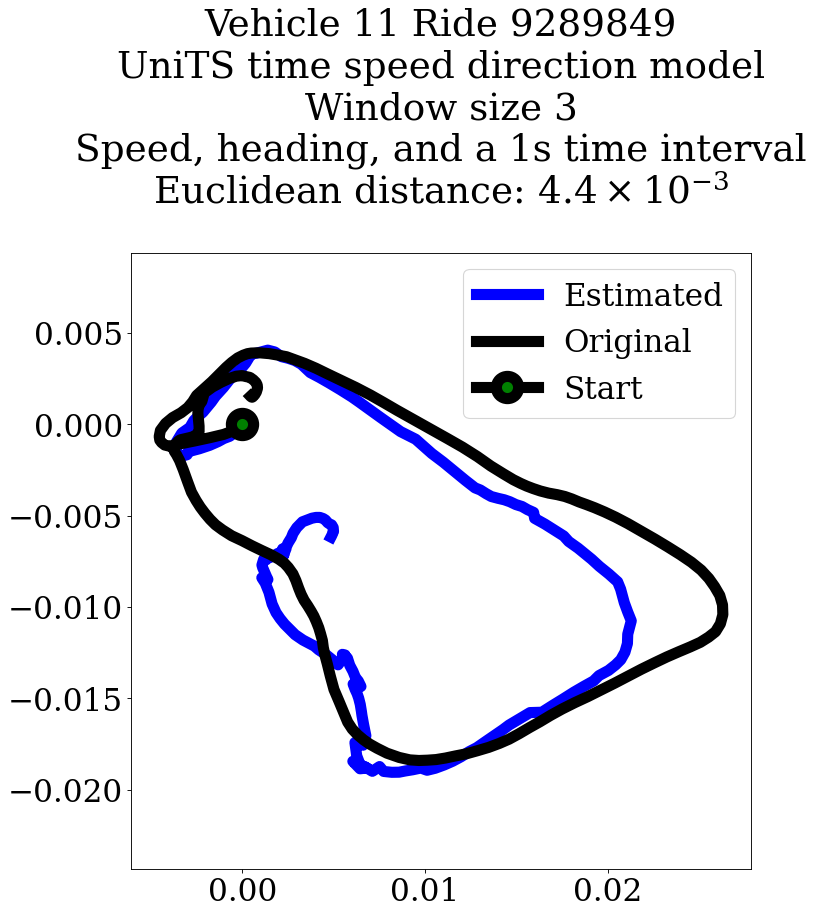 Vehicle 11 Ride 9289849
UniTS time speed direction model
Window size 3
Speed, heading, and a 1s time interval
Euclidean distance: 4.4 × 10⁻³
Estimated
Original
Start
0.005
0.000
−0.005
−0.010
−0.015
−0.020
0.00 0.01 0.02